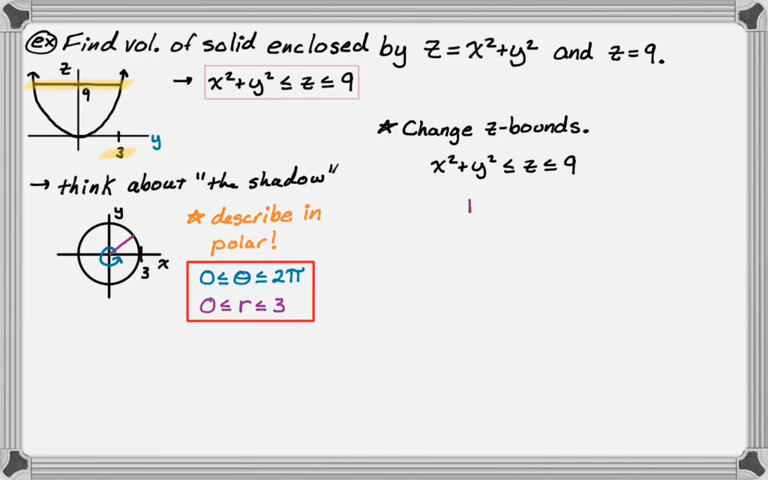 ex Find vol. of solid enclosed by z = x²+y² and z = 9.
z
9
y
3
→ x²+y² ≤ z ≤ 9
→ think about "the shadow"
y
x
3
★ describe in
polar!
0 ≤ θ ≤ 2π
0 ≤ r ≤ 3
★ Change z-bounds.
x²+y² ≤ z ≤ 9